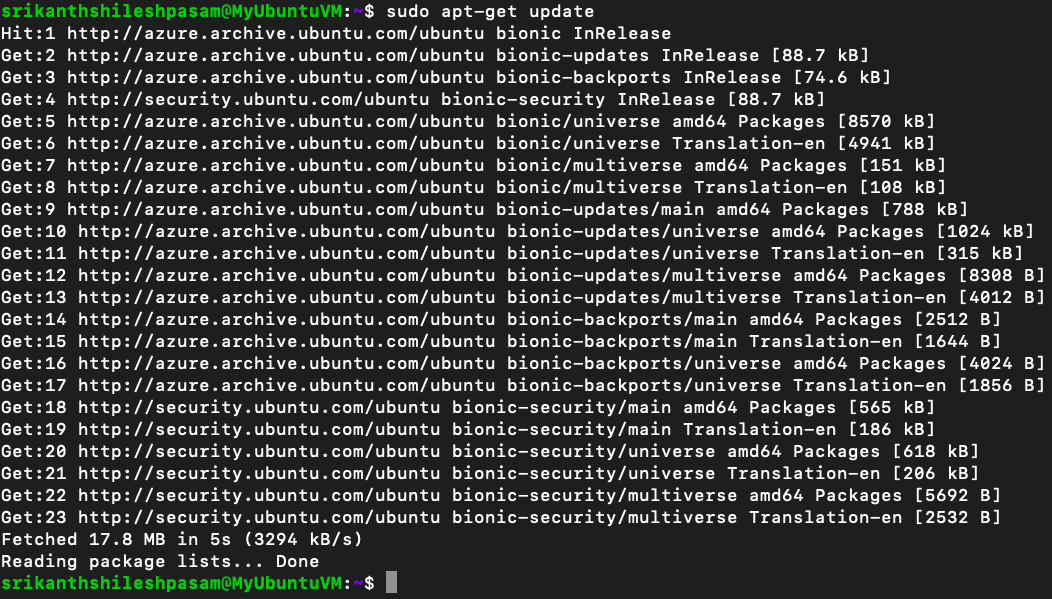 srikanthshileshpasam@MyUbuntuVM:~$ sudo apt-get update
Hit:1 http://azure.archive.ubuntu.com/ubuntu bionic InRelease
Get:2 http://azure.archive.ubuntu.com/ubuntu bionic-updates InRelease [88.7 kB]
Get:3 http://azure.archive.ubuntu.com/ubuntu bionic-backports InRelease [74.6 kB]
Get:4 http://security.ubuntu.com/ubuntu bionic-security InRelease [88.7 kB]
Get:5 http://azure.archive.ubuntu.com/ubuntu bionic/universe amd64 Packages [8570 kB]
Get:6 http://azure.archive.ubuntu.com/ubuntu bionic/universe Translation-en [4941 kB]
Get:7 http://azure.archive.ubuntu.com/ubuntu bionic/multiverse amd64 Packages [151 kB]
Get:8 http://azure.archive.ubuntu.com/ubuntu bionic/multiverse Translation-en [108 kB]
Get:9 http://azure.archive.ubuntu.com/ubuntu bionic-updates/main amd64 Packages [788 kB]
Get:10 http://azure.archive.ubuntu.com/ubuntu bionic-updates/universe amd64 Packages [1024 kB]
Get:11 http://azure.archive.ubuntu.com/ubuntu bionic-updates/universe Translation-en [315 kB]
Get:12 http://azure.archive.ubuntu.com/ubuntu bionic-updates/multiverse amd64 Packages [8308 B]
Get:13 http://azure.archive.ubuntu.com/ubuntu bionic-updates/multiverse Translation-en [4012 B]
Get:14 http://azure.archive.ubuntu.com/ubuntu bionic-backports/main amd64 Packages [2512 B]
Get:15 http://azure.archive.ubuntu.com/ubuntu bionic-backports/main Translation-en [1644 B]
Get:16 http://azure.archive.ubuntu.com/ubuntu bionic-backports/universe amd64 Packages [4024 B]
Get:17 http://azure.archive.ubuntu.com/ubuntu bionic-backports/universe Translation-en [1856 B]
Get:18 http://security.ubuntu.com/ubuntu bionic-security/main amd64 Packages [565 kB]
Get:19 http://security.ubuntu.com/ubuntu bionic-security/main Translation-en [186 kB]
Get:20 http://security.ubuntu.com/ubuntu bionic-security/universe amd64 Packages [618 kB]
Get:21 http://security.ubuntu.com/ubuntu bionic-security/universe Translation-en [206 kB]
Get:22 http://security.ubuntu.com/ubuntu bionic-security/multiverse amd64 Packages [5692 B]
Get:23 http://security.ubuntu.com/ubuntu bionic-security/multiverse Translation-en [2532 B]
Fetched 17.8 MB in 5s (3294 kB/s)
Reading package lists... Done
srikanthshileshpasam@MyUbuntuVM:~$